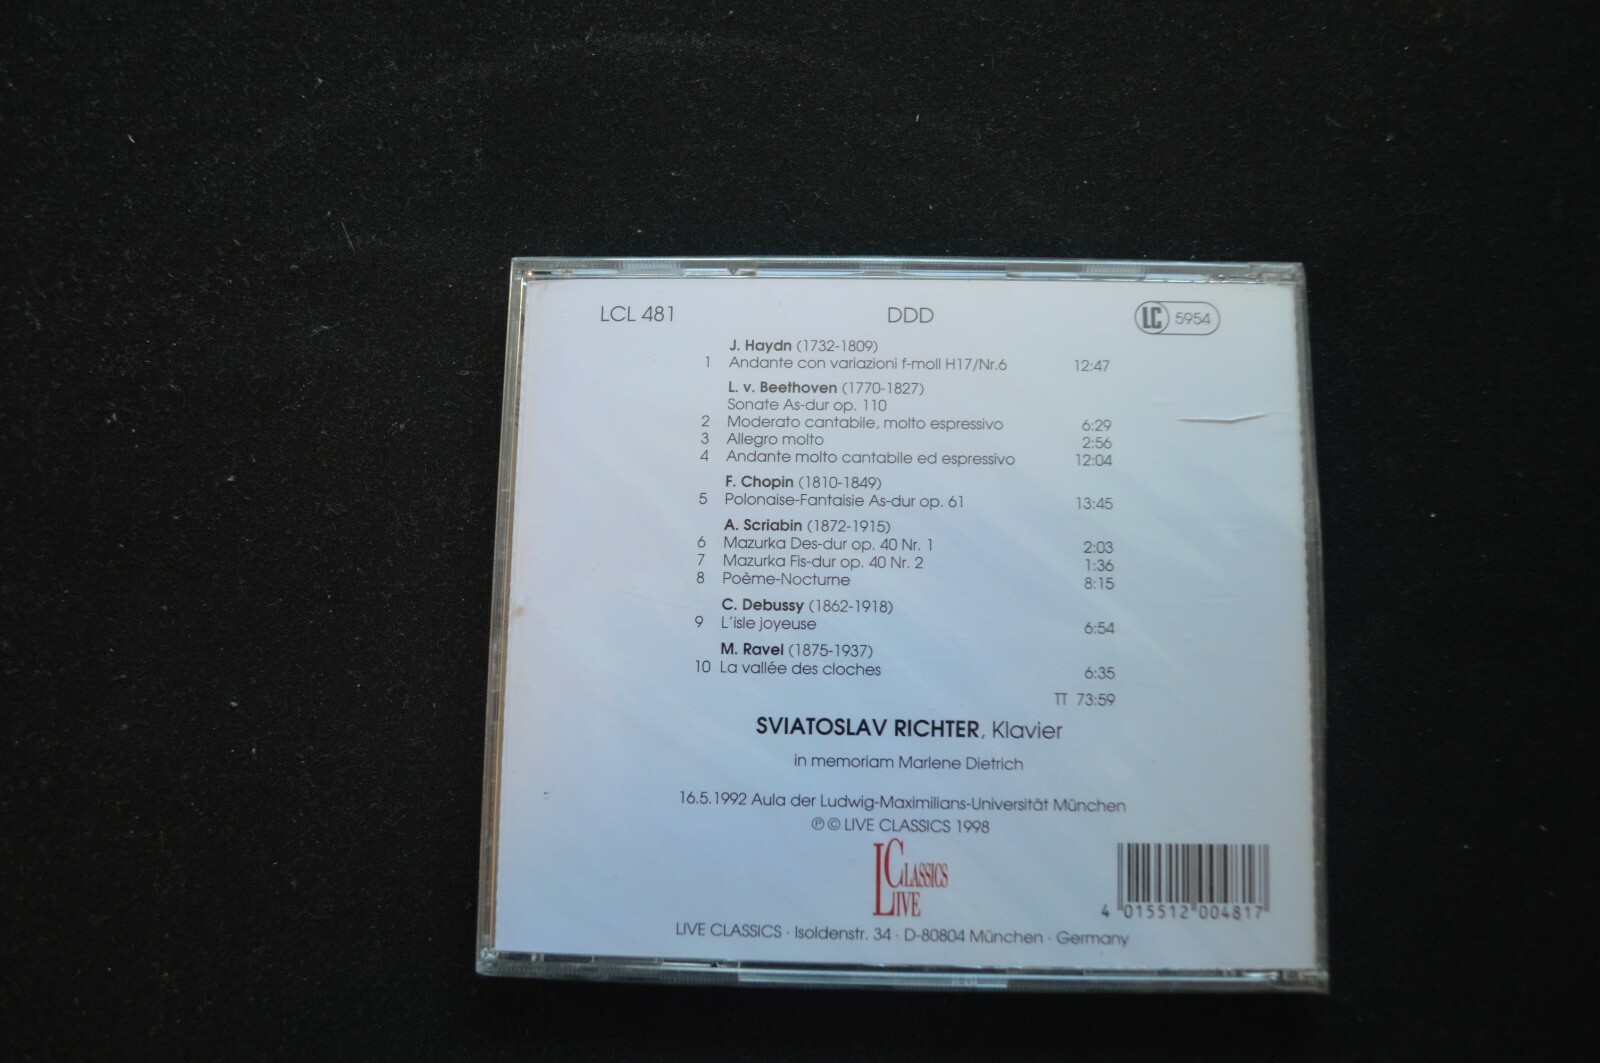 LCL 481 DDD LC 5954
J. Haydn (1732-1809)
1 Andante con variazioni f-moll H17/Nr.6 12:47
L. v. Beethoven (1770-1827)
Sonate As-dur op. 110
2 Moderato cantabile, molto espressivo 6:29
3 Allegro molto 2:56
4 Andante molto cantabile ed espressivo 12:04
F. Chopin (1810-1849)
5 Polonaise-Fantaisie As-dur op. 61 13:45
A. Scriabin (1872-1915)
6 Mazurka Des-dur op. 40 Nr. 1 2:03
7 Mazurka Fis-dur op. 40 Nr. 2 1:36
8 Poème-Nocturne 8:15
C. Debussy (1862-1918)
9 L´isle joyeuse 6:54
M. Ravel (1875-1937)
10 La vallée des cloches 6:35
TT 73:59
SVIATOSLAV RICHTER, Klavier
in memoriam Marlene Dietrich
16.5.1992 Aula der Ludwig-Maximilians-Universität München
℗ © LIVE CLASSICS 1998
LIVE CLASSICS
4 015512 004817
LIVE CLASSICS · Isoldenstr. 34 · D-80804 München · Germany